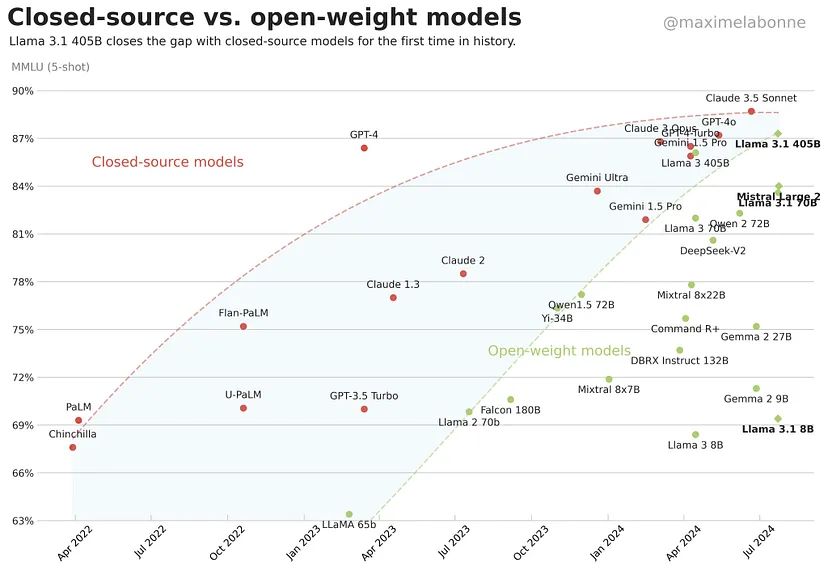 Closed-source vs. open-weight models
@maximelabonne
Llama 3.1 405B closes the gap with closed-source models for the first time in history.
MMLU (5-shot)
90%
Claude 3.5 Sonnet
GPT-4o
Claude 3 Opus
GPT-4-Turbo
GPT-4
87%
Gemini 1.5 Pro
Llama 3.1 405B
Closed-source models
Llama 3 405B
84%
Gemini Ultra
Mistral Large 2
Llama 3.1 70B
Gemini 1.5 Pro
Qwen 2 72B
Llama 3 70B
81%
DeepSeek-V2
Claude 2
78%
Claude 1.3
Mixtral 8x22B
Qwen1.5 72B
Flan-PaLM
Yi-34B
75%
Command R+
Gemma 2 27B
Open-weight models
DBRX Instruct 132B
72%
Mixtral 8x7B
U-PaLM
GPT-3.5 Turbo
Gemma 2 9B
PaLM
Falcon 180B
Llama 2 70b
69%
Llama 3.1 8B
Chinchilla
Llama 3 8B
66%
63%
LLaMA 65b
Apr 2022
Jul 2022
Oct 2022
Jan 2023
Apr 2023
Jul 2023
Oct 2023
Jan 2024
Apr 2024
Jul 2024